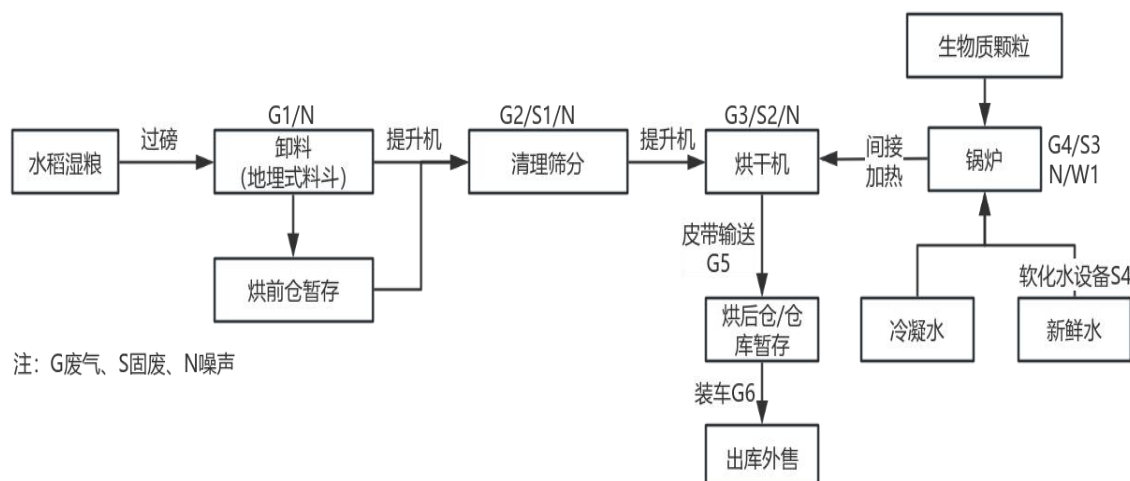 生物质颗粒
水稻湿粮
过磅
G1/N
卸料
(地埋式料斗)
提升机
G2/S1/N
清理筛分
提升机
G3/S2/N
烘干机
间接
加热
锅炉
G4/S3
N/W1
烘前仓暂存
皮带输送
G5
烘后仓/仓
库暂存
冷凝水
软化水设备S4
新鲜水
注：G废气、S固废、N噪声
装车G6
出库外售